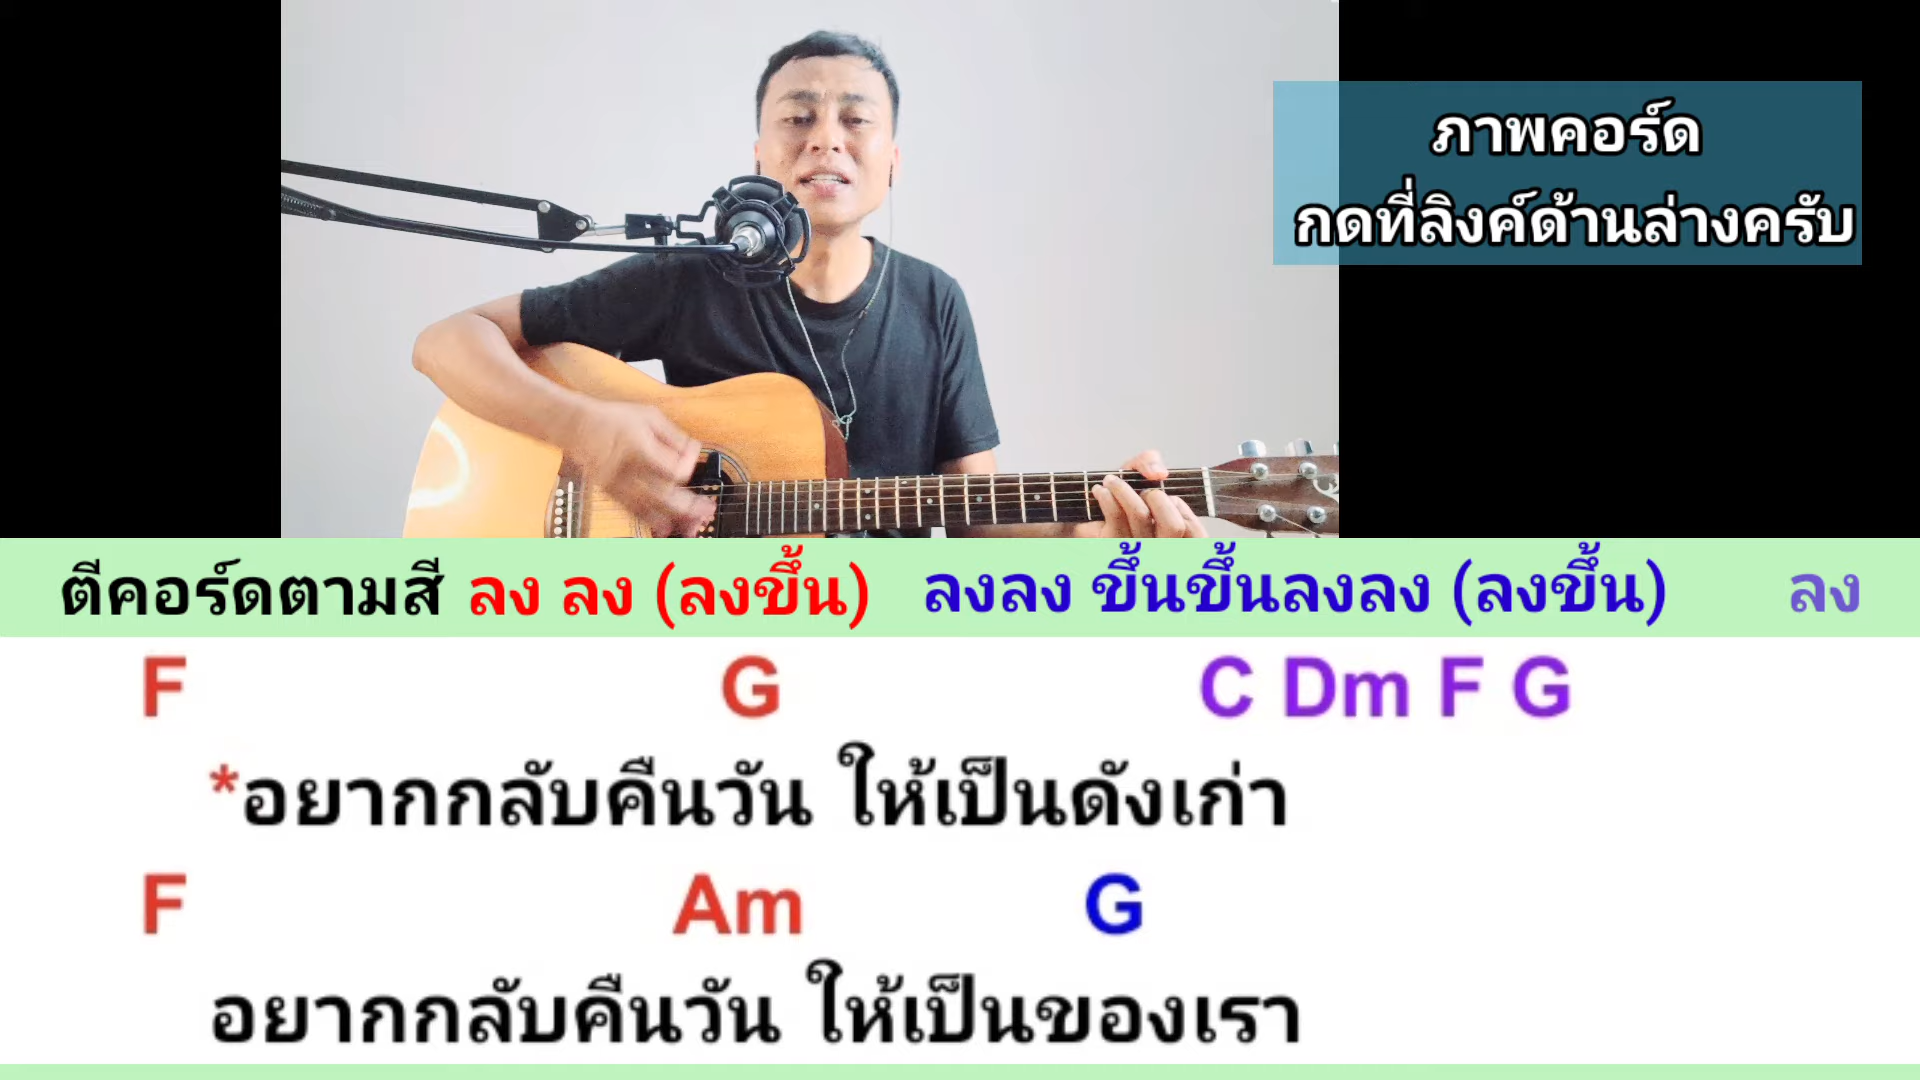 ภาพคอร์ด
กดที่ลิงค์ด้านล่างครับ
ตีคอร์ดตามสี ลง ลง (ลงขึ้น) ลงลง ขึ้นขึ้นลงลง (ลงขึ้น) ลง
F G C Dm F G
*อยากกลับคืนวัน ให้เป็นดังเก่า
F Am G
อยากกลับคืนวัน ให้เป็นของเรา